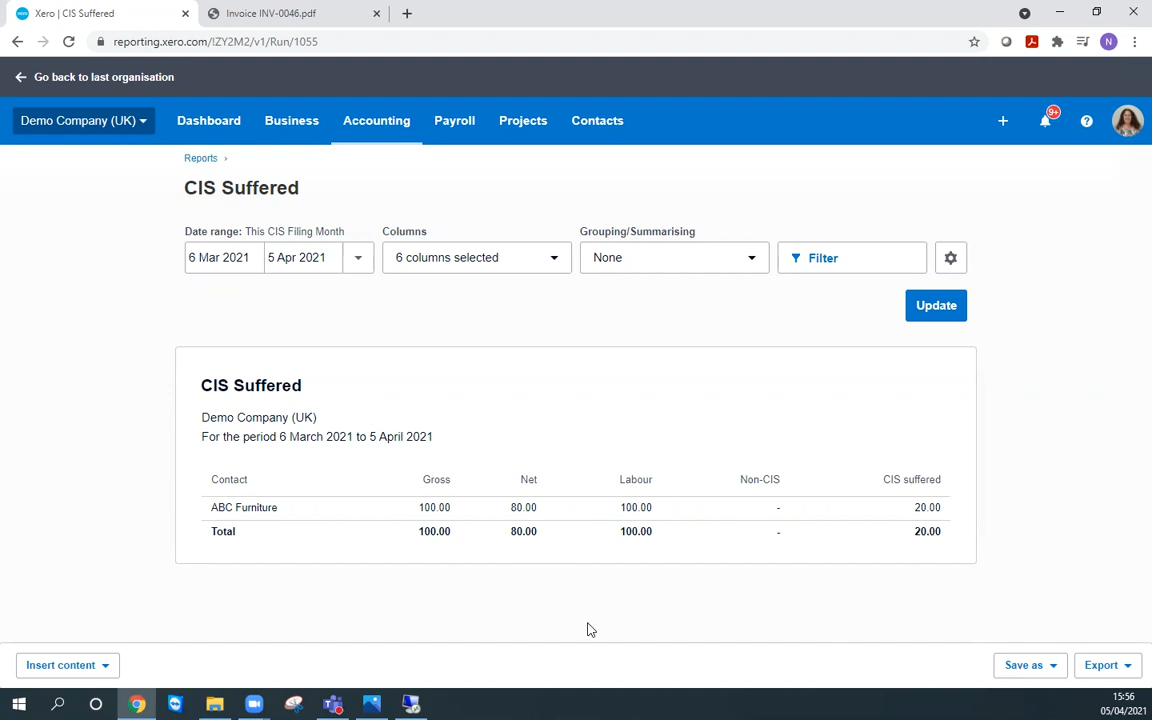 xero Xero | CIS Suffered
Invoice INV-0046.pdf
reporting.xero.com/!ZY2M2/v1/Run/1055
N
Go back to last organisation
Demo Company (UK) Dashboard Business Accounting Payroll Projects Contacts
9+
Reports
CIS Suffered
Date range: This CIS Filing Month Columns Grouping/Summarising
6 Mar 2021 5 Apr 2021 6 columns selected None Filter
Update
CIS Suffered
Demo Company (UK)
For the period 6 March 2021 to 5 April 2021
Contact Gross Net Labour Non-CIS CIS suffered
ABC Furniture 100.00 80.00 100.00 - 20.00
Total 100.00 80.00 100.00 - 20.00
Insert content Save as Export
15:56
05/04/2021